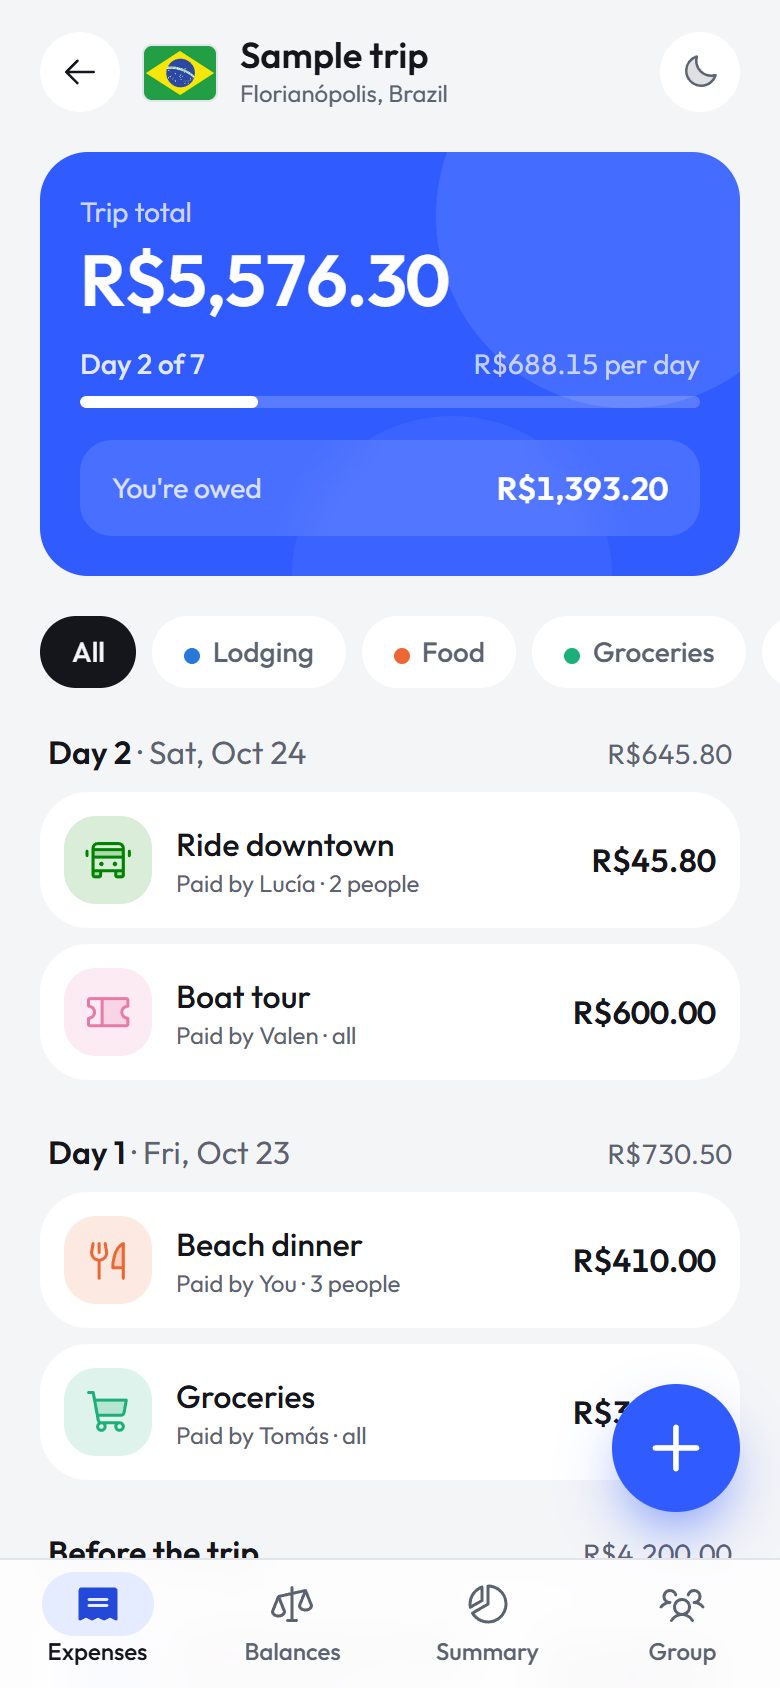 Sample trip
Florianópolis, Brazil
Trip total
R$5,576.30
Day 2 of 7
R$688.15 per day
You're owed
R$1,393.20
All
Lodging
Food
Groceries
Day 2 · Sat, Oct 24
R$645.80
Ride downtown
R$45.80
Paid by Lucía · 2 people
Boat tour
R$600.00
Paid by Valen · all
Day 1 · Fri, Oct 23
R$730.50
Beach dinner
R$410.00
Paid by You · 3 people
Groceries
Paid by Tomás · all
Before the trip
R$4,200.00
Expenses
Balances
Summary
Group